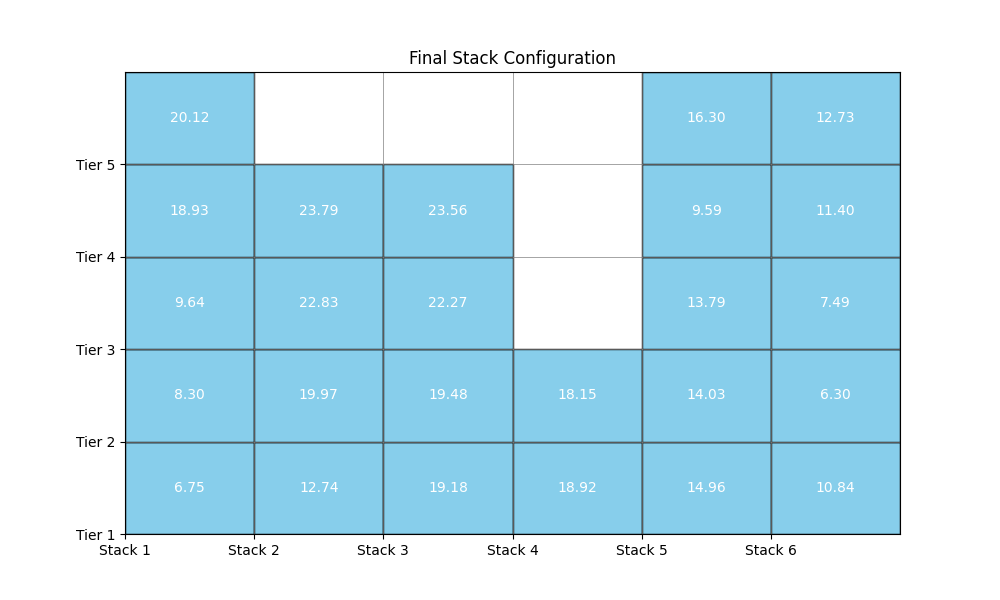 Final Stack Configuration
20.12 16.30 12.73
Tier 5
18.93 23.79 23.56 9.59 11.40
Tier 4
9.64 22.83 22.27 13.79 7.49
Tier 3
8.30 19.97 19.48 18.15 14.03 6.30
Tier 2
6.75 12.74 19.18 18.92 14.96 10.84
Tier 1
Stack 1 Stack 2 Stack 3 Stack 4 Stack 5 Stack 6